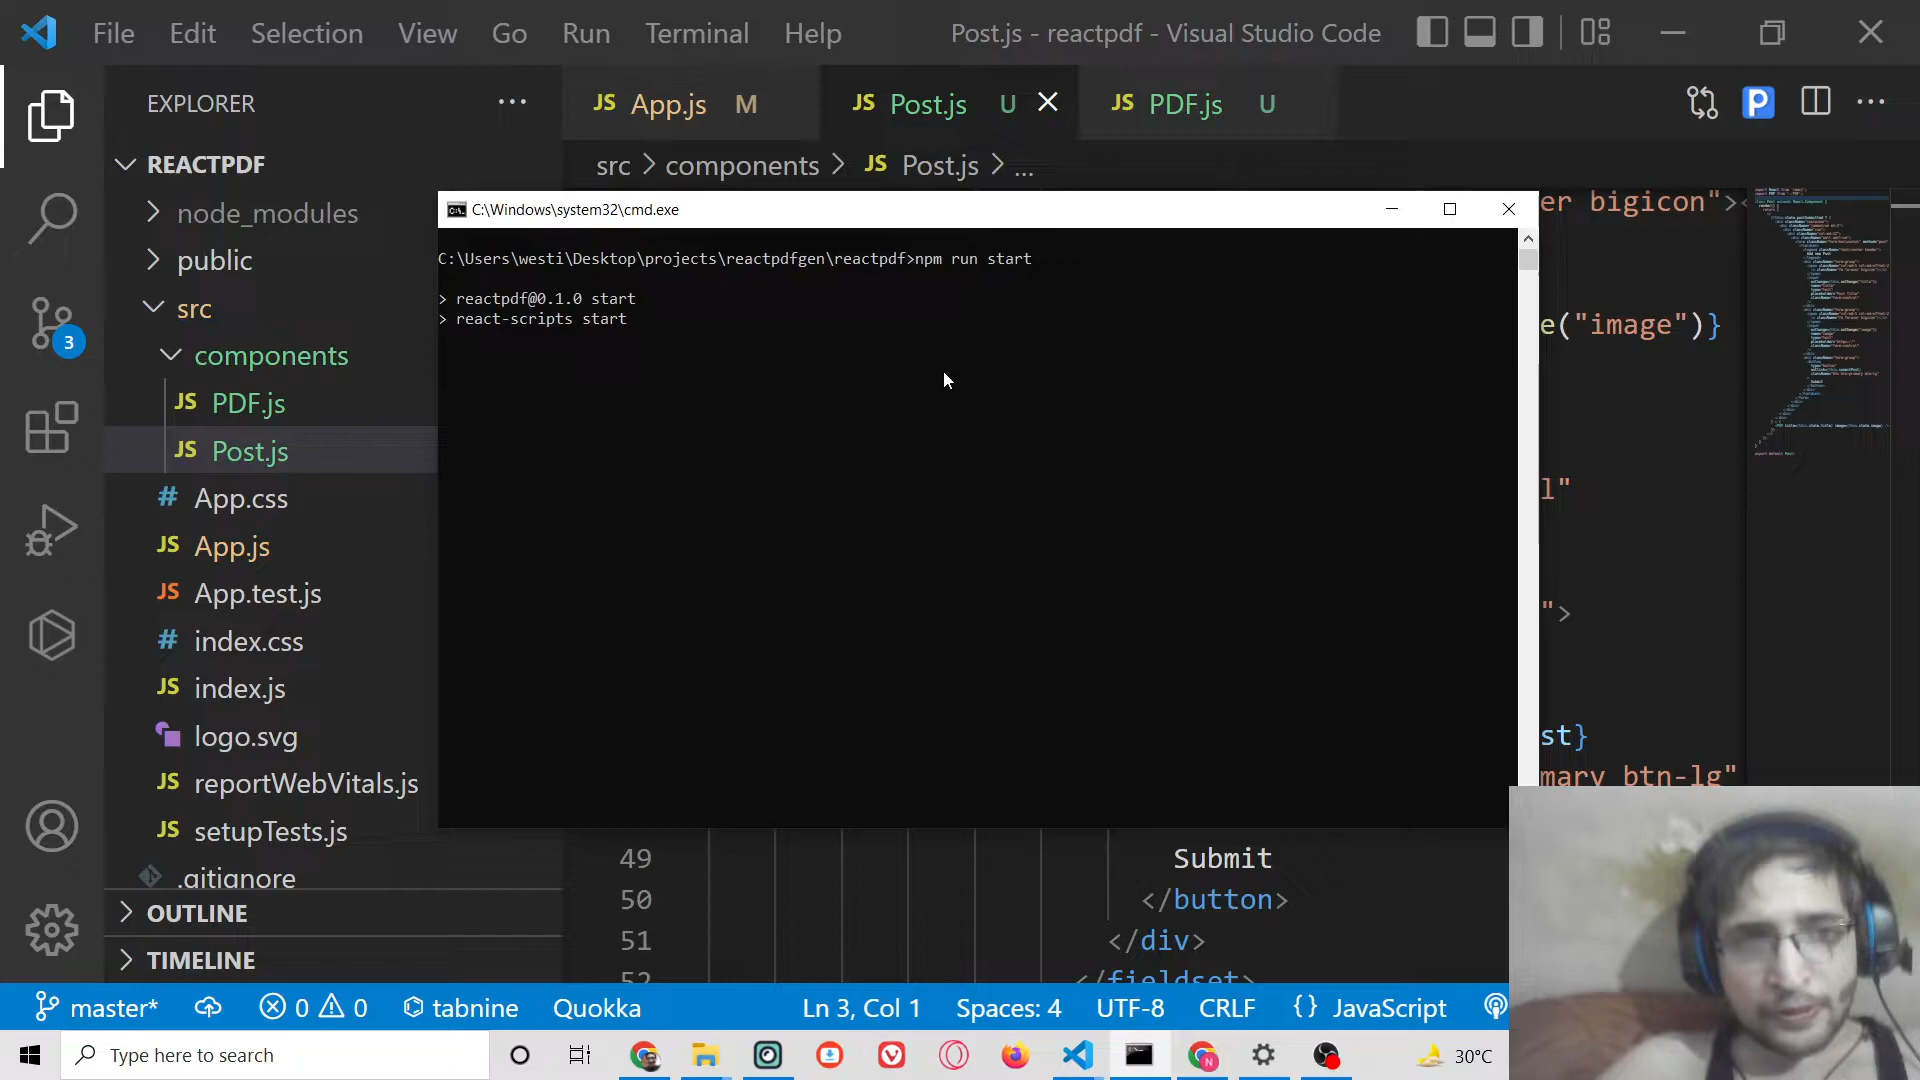 File Edit Selection View Go Run Terminal Help Post.js - reactpdf - Visual Studio Code
EXPLORER
JS App.js M JS Post.js U JS PDF.js U
REACTPDF
src components JS Post.js ...
node_modules
public
src
components
JS PDF.js
JS Post.js
# App.css
JS App.js
JS App.test.js
# index.css
JS index.js
logo.svg
JS reportWebVitals.js
JS setupTests.js
.gitignore
OUTLINE
TIMELINE
3
C:\Windows\system32\cmd.exe
C:\Users\westi\Desktop\projects\reactpdfgen\reactpdf>npm run start
> reactpdf@0.1.0 start
> react-scripts start
er bigicon"><
e("image")}
l"
">
st}
mary btn-lg"
49 Submit
50 </button>
51 </div>
52 </fieldset>
master* 0 0 tabnine Quokka Ln 3, Col 1 Spaces: 4 UTF-8 CRLF {} JavaScript
Type here to search 30°C